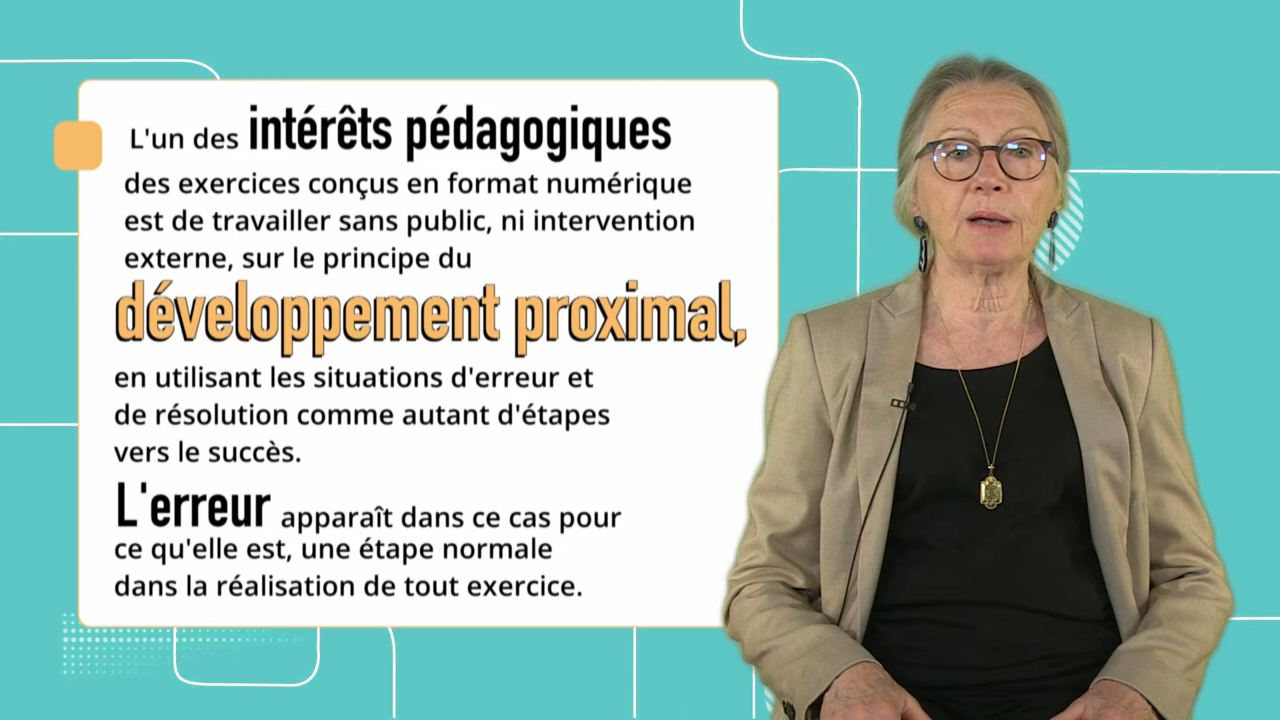 L'un des intérêts pédagogiques
des exercices conçus en format numérique
est de travailler sans public, ni intervention
externe, sur le principe du
développement proximal,
en utilisant les situations d'erreur et
de résolution comme autant d'étapes
vers le succès.
L'erreur apparaît dans ce cas pour
ce qu'elle est, une étape normale
dans la réalisation de tout exercice.